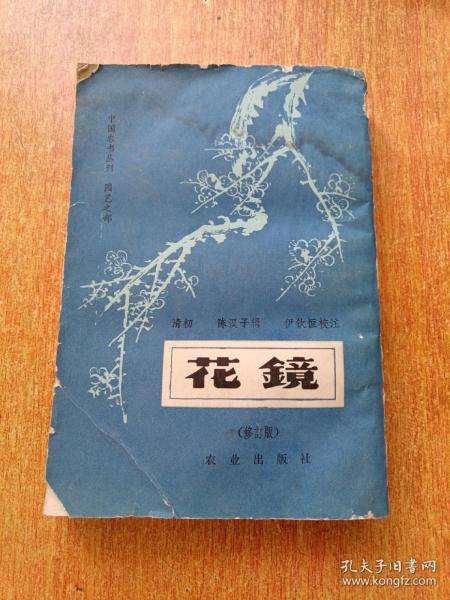 中国农书丛刊 园艺之部
清初 陈淏子辑 伊钦恒校注
花鏡
(修訂版)
农业出版社
孔夫子旧书网
www.kongfz.com